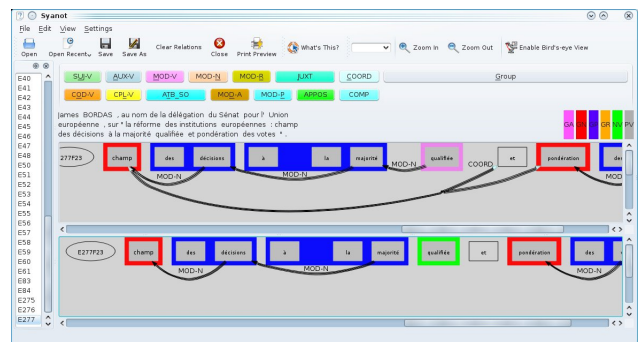 Syanot
File Edit View Settings
Open Open Recent Save Save As Clear Relations Close Print Preview What's This? Zoom In Zoom Out Enable Bird's-eye View
SUJ-V AUX-V MOD-V MOD-N MOD-R JUXT COORD Group
COD-V CPL-V ATB_SO MOD-A MOD-P APPOS COMP
E40
E41
E42
E43
E44
E45
E46
E47
E48
E50
E51
E52
E53
E54
E55
E56
E57
E58
E59
E60
E61
E83
E84
E275
E276
E277
James BORDAS , au nom de la délégation du Sénat pour l' Union
européenne , sur " la réforme des institutions européennes : champ
des décisions à la majorité qualifiée et pondération des votes " .
GA GN GP GR NV PV
277F23 champ des décisions à la majorité qualifiée et pondération des
MOD-N MOD-N MOD-N COORD MOD
E277F23 champ des décisions à la majorité qualifiée et pondération des
MOD-N MOD-N MOD-N